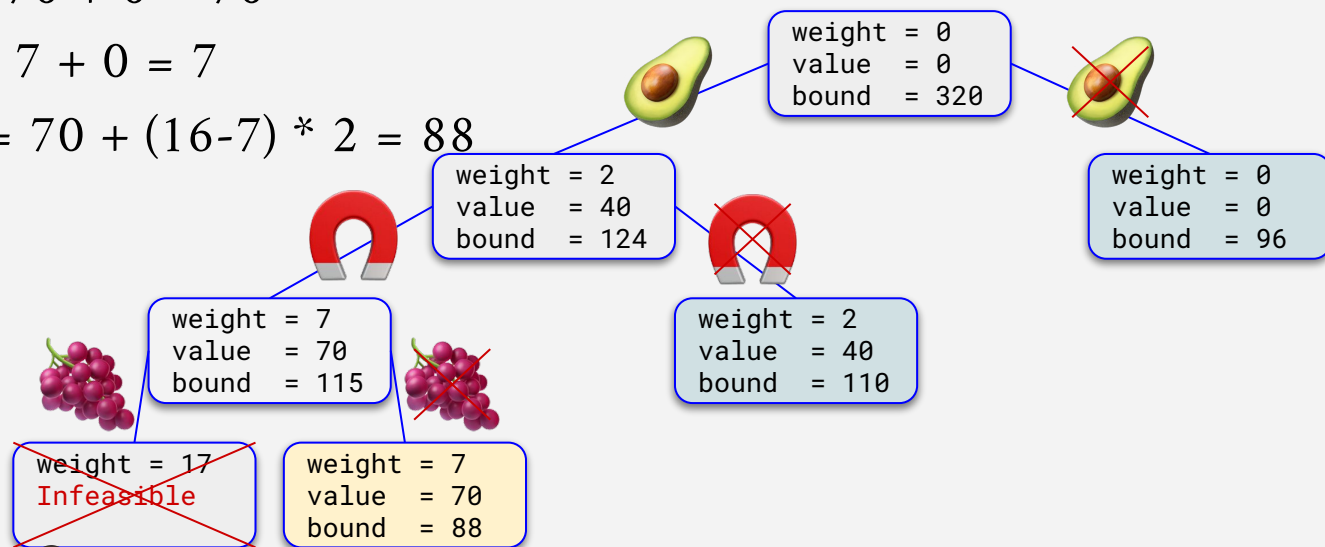 7 + 0 = 7
= 70 + (16-7) * 2 = 88
weight = 0
value = 0
bound = 320
weight = 2
value = 40
bound = 124
weight = 0
value = 0
bound = 96
weight = 7
value = 70
bound = 115
weight = 2
value = 40
bound = 110
weight = 17
Infeasible
weight = 7
value = 70
bound = 88